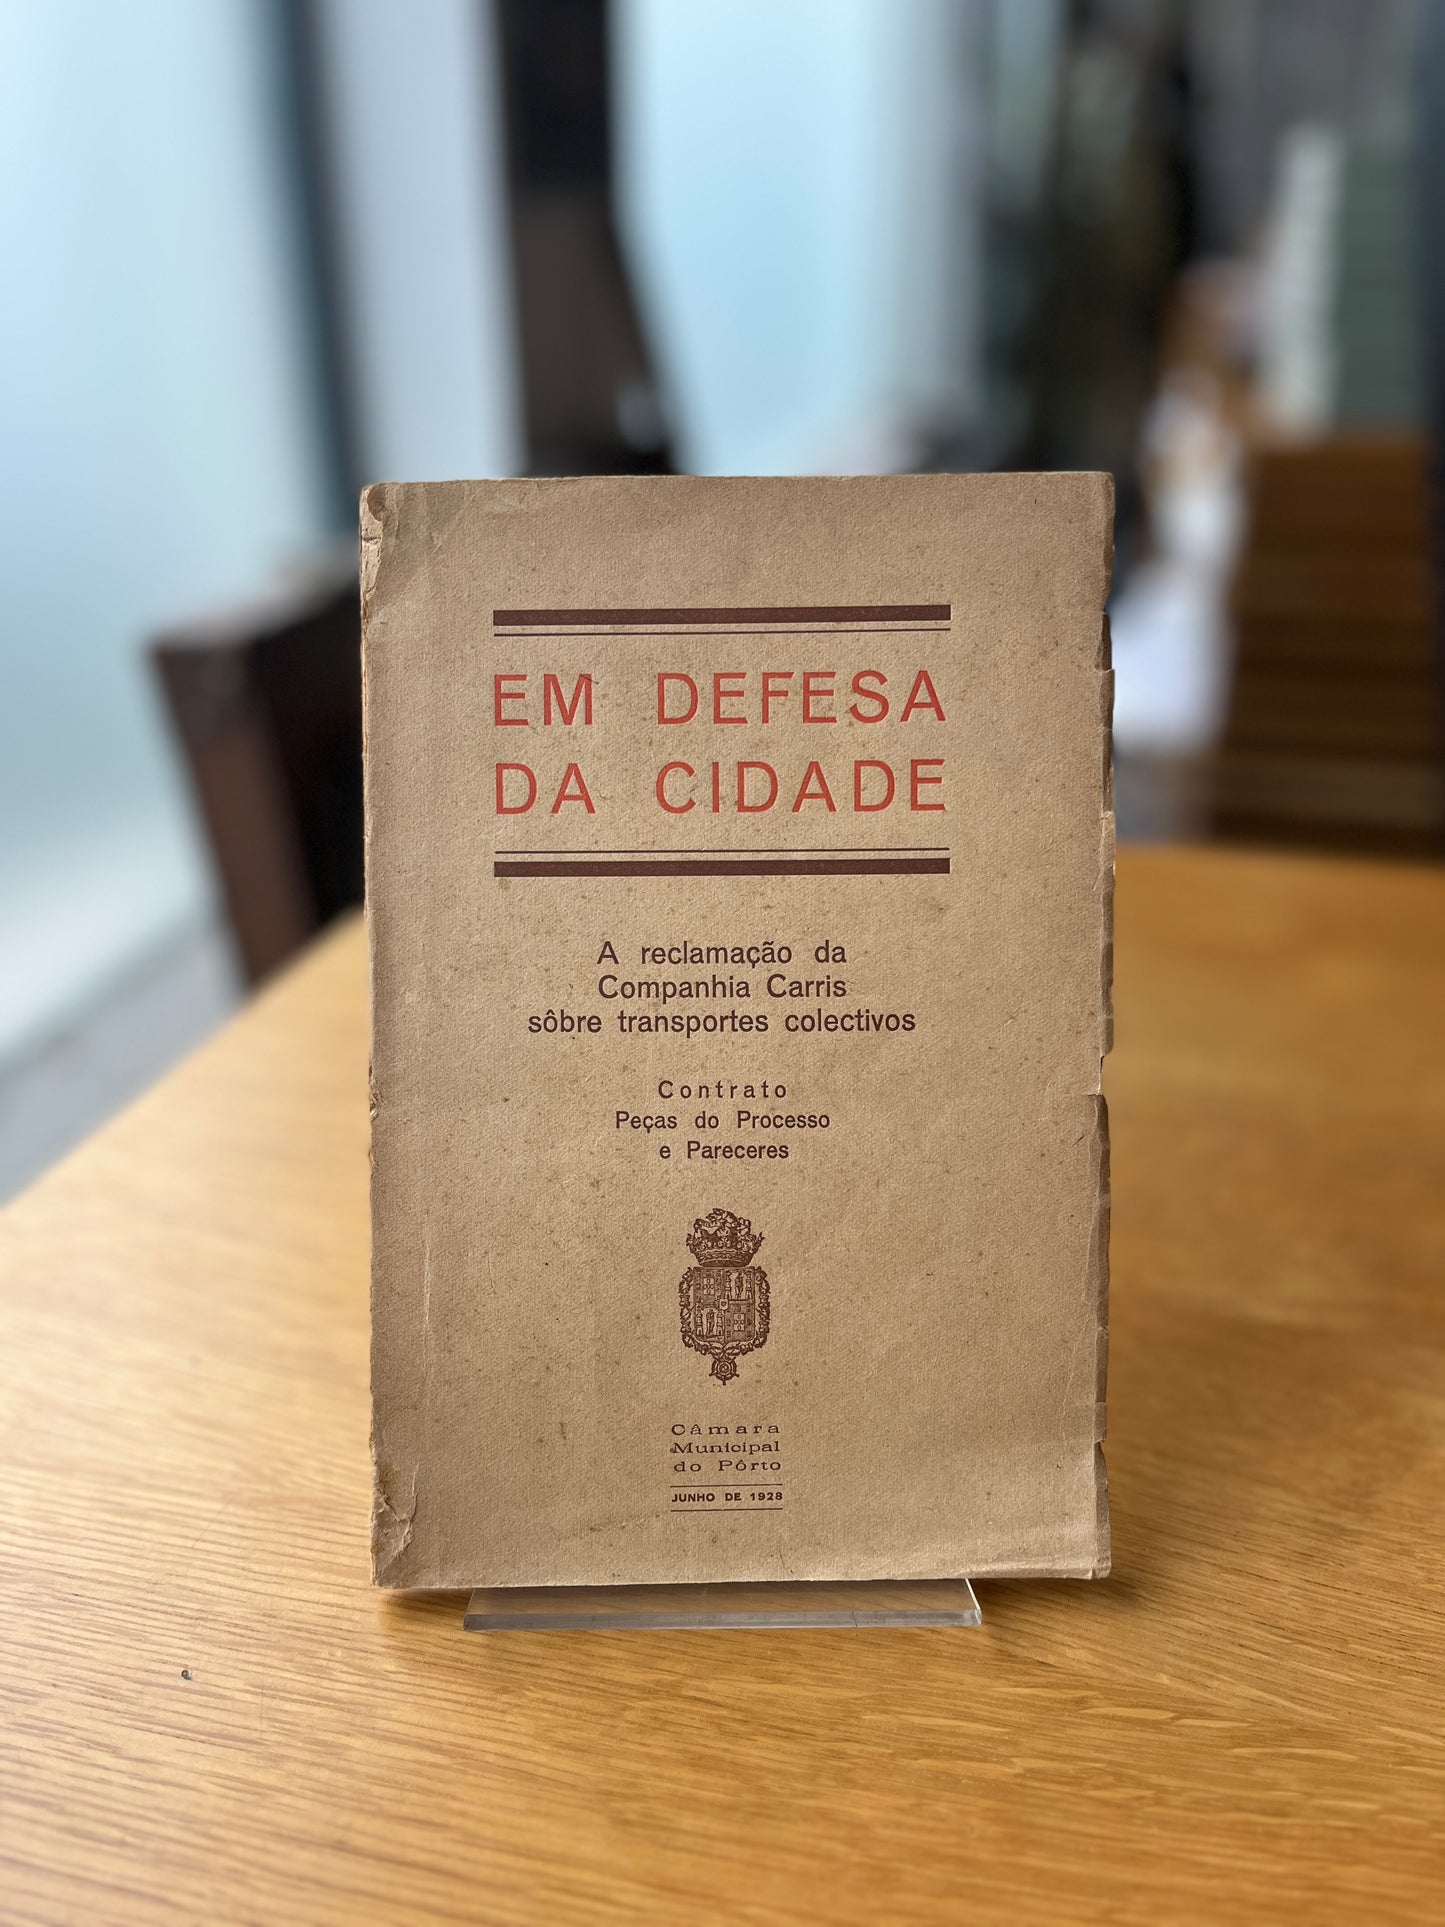 EM DEFESA
DA CIDADE
A reclamação da
Companhia Carris
sôbre transportes colectivos
Contrato
Peças do Processo
e Pareceres
Câmara
Municipal
do Pôrto
JUNHO DE 1928